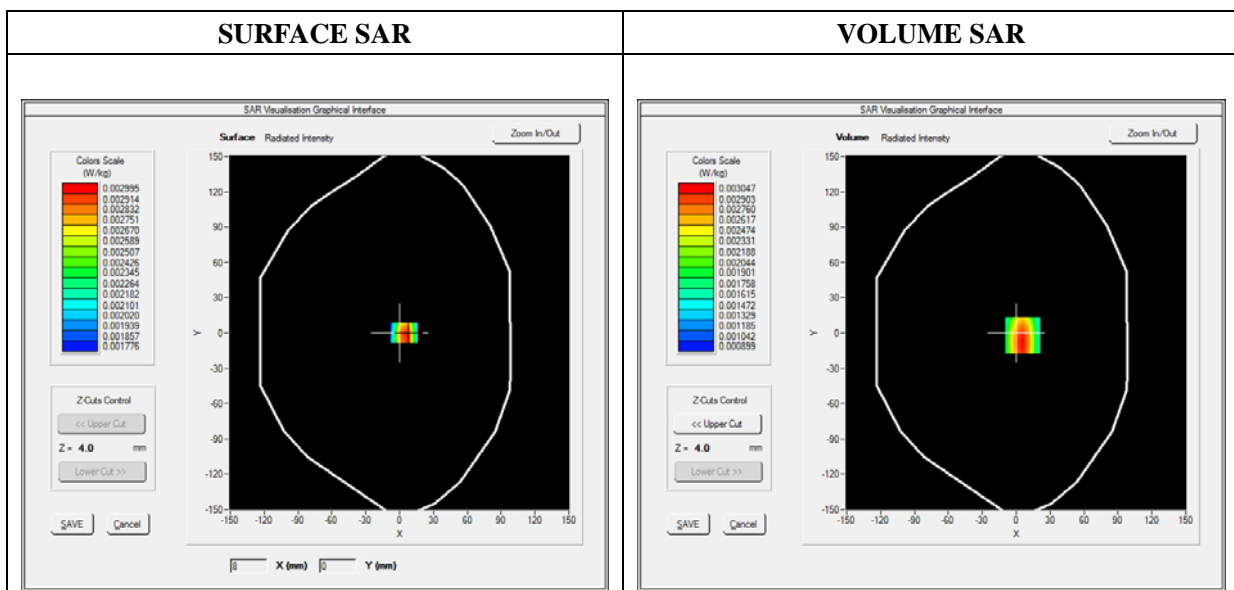 SURFACE SAR
VOLUME SAR
SAR Visualisation Graphical Interface
Surface Radiated Intensity
Zoom In/Out
Colors Scale
(W/kg)
0.002995
0.002914
0.002832
0.002751
0.002670
0.002589
0.002507
0.002426
0.002345
0.002264
0.002182
0.002101
0.002020
0.001939
0.001857
0.001776
150
120
90
60
30
0
-30
-60
-90
-120
-150
Y
-150 -120 -90 -60 -30 0 30 60 90 120 150
X
Z-Cuts Control
<< Upper Cut
Z = 4.0 mm
Lower Cut >>
SAVE Cancel
8 X (mm) 0 Y (mm)
SAR Visualisation Graphical Interface
Volume Radiated Intensity
Zoom In/Out
Colors Scale
(W/kg)
0.003047
0.002903
0.002760
0.002617
0.002474
0.002331
0.002188
0.002044
0.001901
0.001758
0.001615
0.001472
0.001329
0.001185
0.001042
0.000899
150
120
90
60
30
0
-30
-60
-90
-120
-150
Y
-150 -120 -90 -60 -30 0 30 60 90 120 150
X
Z-Cuts Control
<< Upper Cut
Z = 4.0 mm
Lower Cut >>
SAVE Cancel